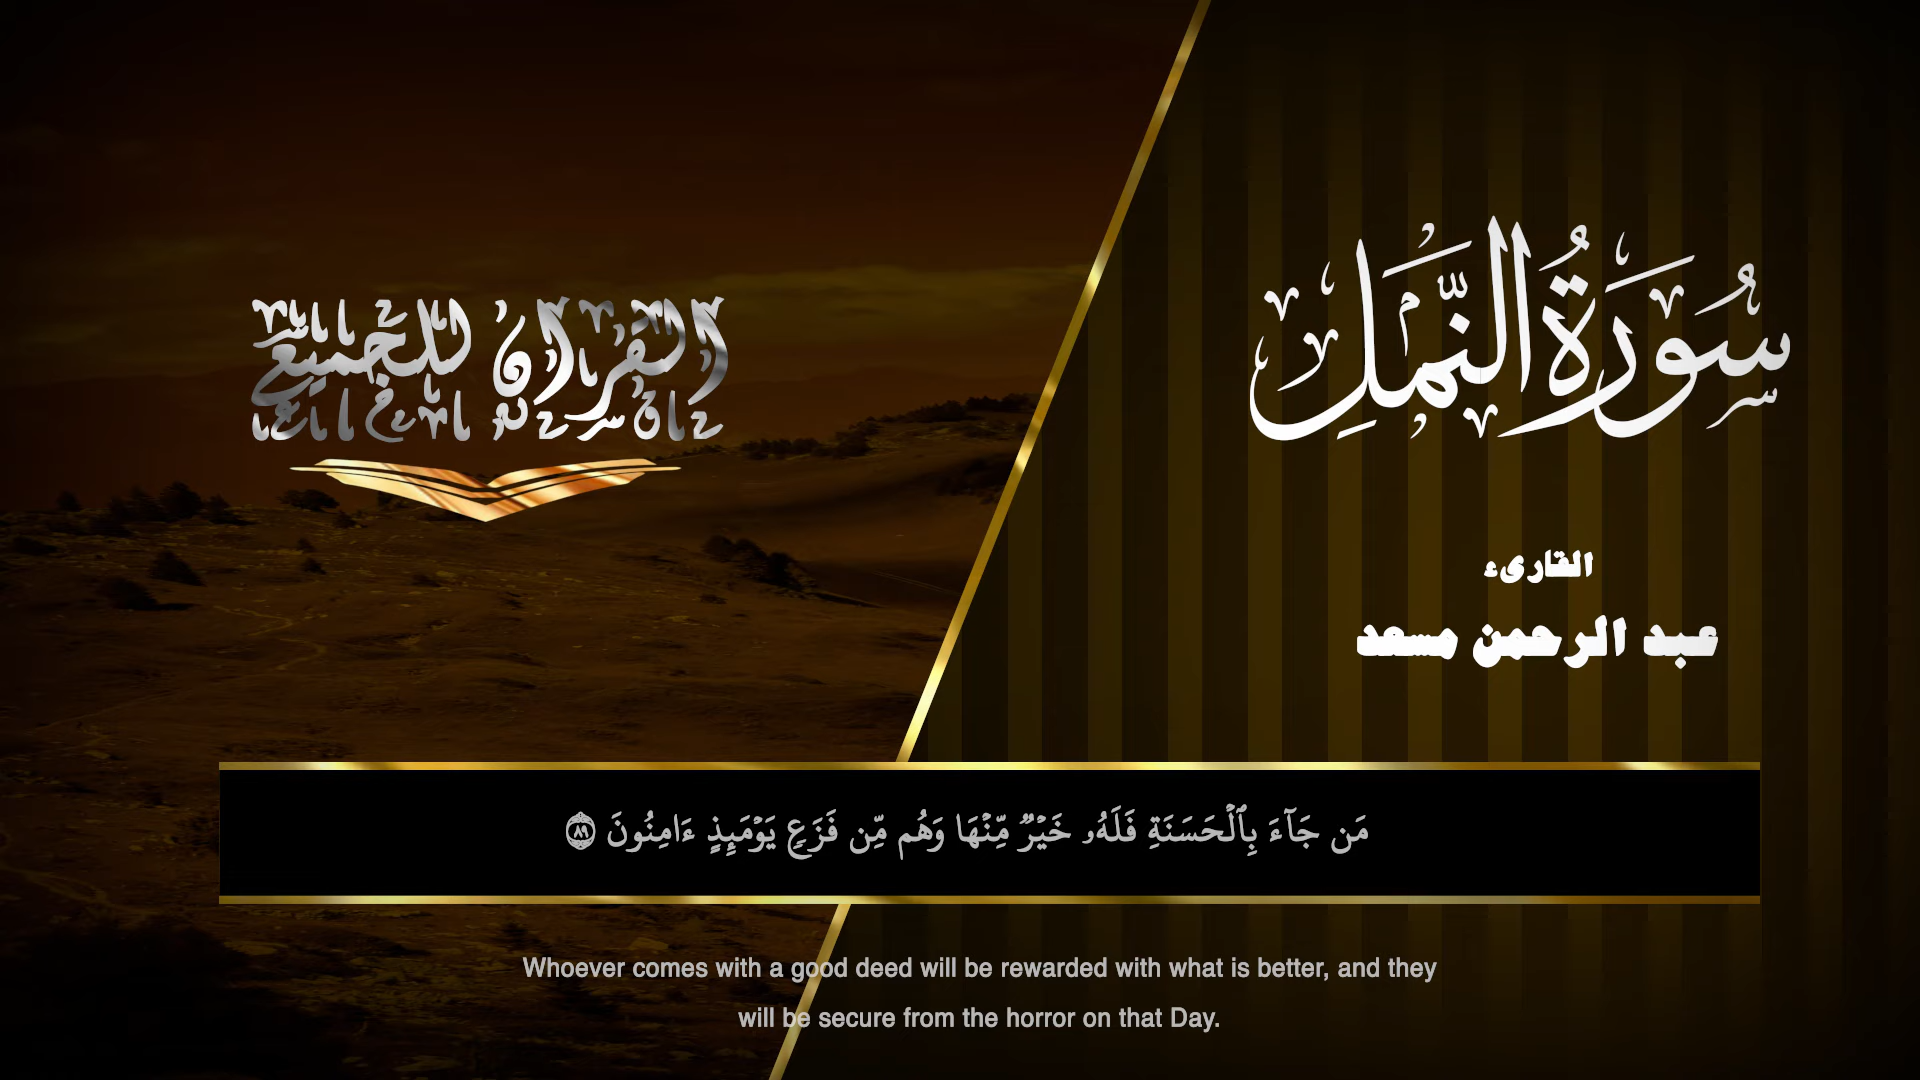 القرآن للجميع
سُورَةُ النَّمْلِ
القارىء
عبد الرحمن مسعد
مَن جَآءَ بِٱلْحَسَنَةِ فَلَهُۥ خَيْرٌۭ مِّنْهَا وَهُم مِّن فَزَعٍۢ يَوْمَئِذٍ ءَامِنُونَ ٨٩
Whoever comes with a good deed will be rewarded with what is better, and they
will be secure from the horror on that Day.